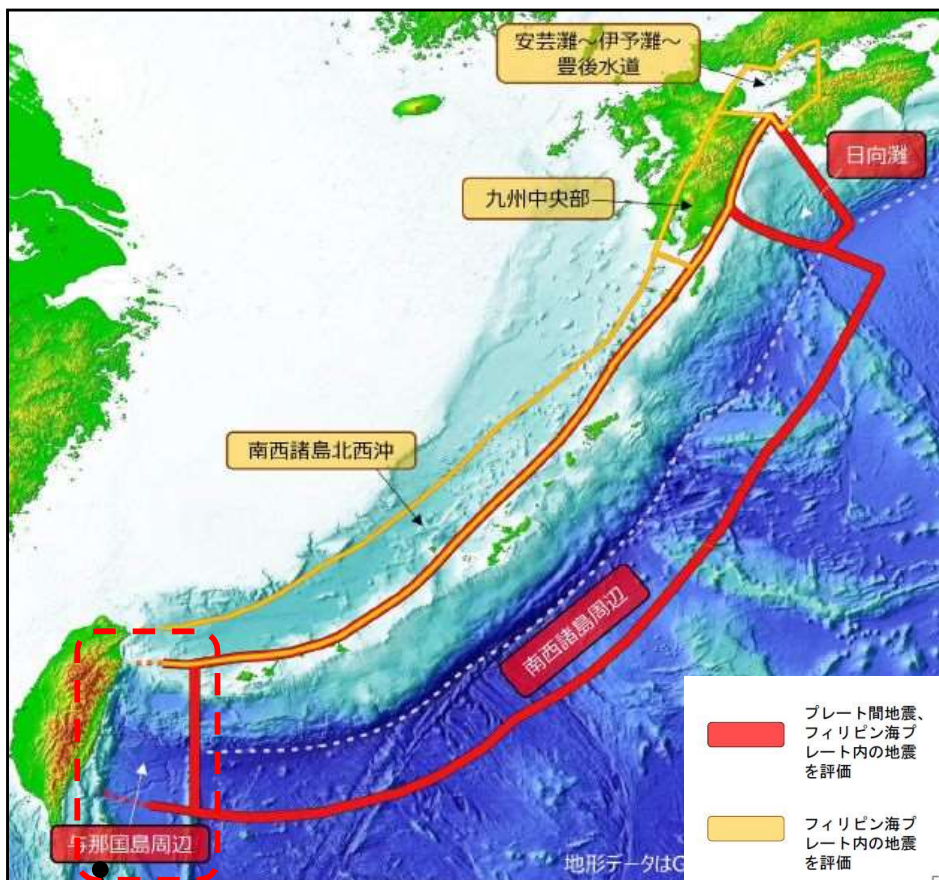 安芸灘～伊予灘～
豊後水道
日向灘
九州中央部
南西諸島北西沖
南西諸島周辺
与那国島周辺
地形データはG
プレート間地震、
フィリピン海プ
レート内の地震
を評価
フィリピン海プ
レート内の地震
を評価